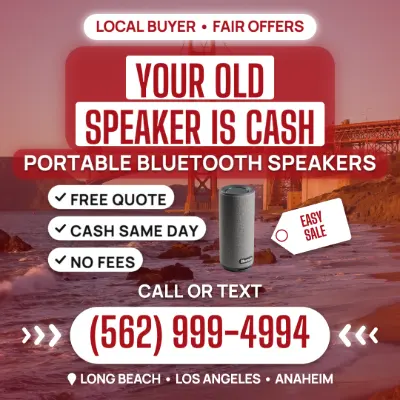 LOCAL BUYER • FAIR OFFERS
YOUR OLD
SPEAKER IS CASH
PORTABLE BLUETOOTH SPEAKERS
FREE QUOTE
CASH SAME DAY
NO FEES
EASY
SALE
CALL OR TEXT
(562) 999-4994
LONG BEACH • LOS ANGELES • ANAHEIM